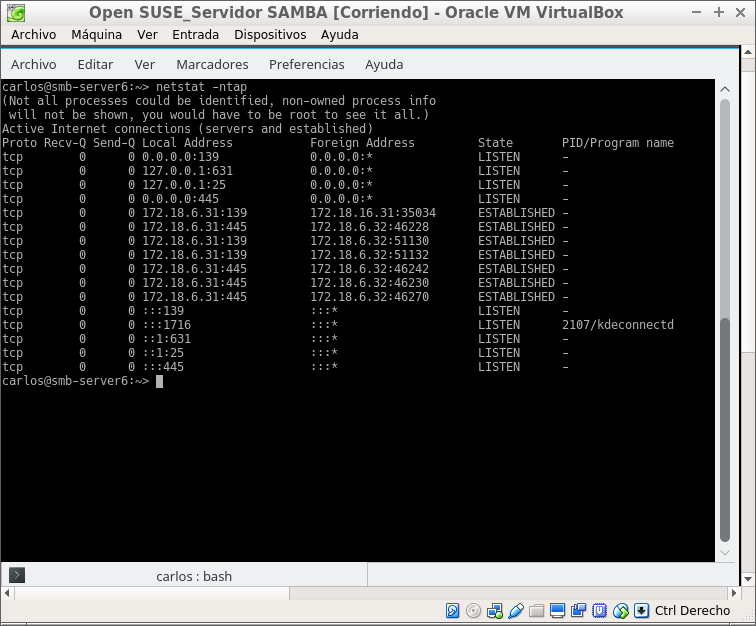 Open SUSE_Servidor SAMBA [Corriendo] - Oracle VM VirtualBox
Archivo Máquina Ver Entrada Dispositivos Ayuda
Archivo Editar Ver Marcadores Preferencias Ayuda
carlos@smb-server6:~> netstat -ntap
(Not all processes could be identified, non-owned process info
 will not be shown, you would have to be root to see it all.)
Active Internet connections (servers and established)
Proto Recv-Q Send-Q Local Address           Foreign Address         State       PID/Program name
tcp        0      0 0.0.0.0:139             0.0.0.0:*               LISTEN      -
tcp        0      0 127.0.0.1:631           0.0.0.0:*               LISTEN      -
tcp        0      0 127.0.0.1:25            0.0.0.0:*               LISTEN      -
tcp        0      0 0.0.0.0:445             0.0.0.0:*               LISTEN      -
tcp        0      0 172.18.6.31:139         172.18.16.31:35034      ESTABLISHED -
tcp        0      0 172.18.6.31:445         172.18.6.32:46228       ESTABLISHED -
tcp        0      0 172.18.6.31:139         172.18.6.32:51130       ESTABLISHED -
tcp        0      0 172.18.6.31:139         172.18.6.32:51132       ESTABLISHED -
tcp        0      0 172.18.6.31:445         172.18.6.32:46242       ESTABLISHED -
tcp        0      0 172.18.6.31:445         172.18.6.32:46230       ESTABLISHED -
tcp        0      0 172.18.6.31:445         172.18.6.32:46270       ESTABLISHED -
tcp        0      0 :::139                  :::*                    LISTEN      -
tcp        0      0 :::1716                 :::*                    LISTEN      2107/kdeconnectd
tcp        0      0 ::1:631                 :::*                    LISTEN      -
tcp        0      0 ::1:25                  :::*                    LISTEN      -
tcp        0      0 :::445                  :::*                    LISTEN      -
carlos@smb-server6:~>
carlos : bash
Ctrl Derecho